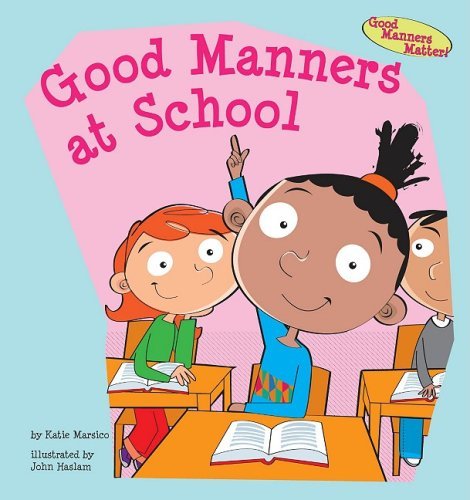 Good
Manners
Matter!
Good Manners
at School
by Katie Marsico
illustrated by
John Haslam